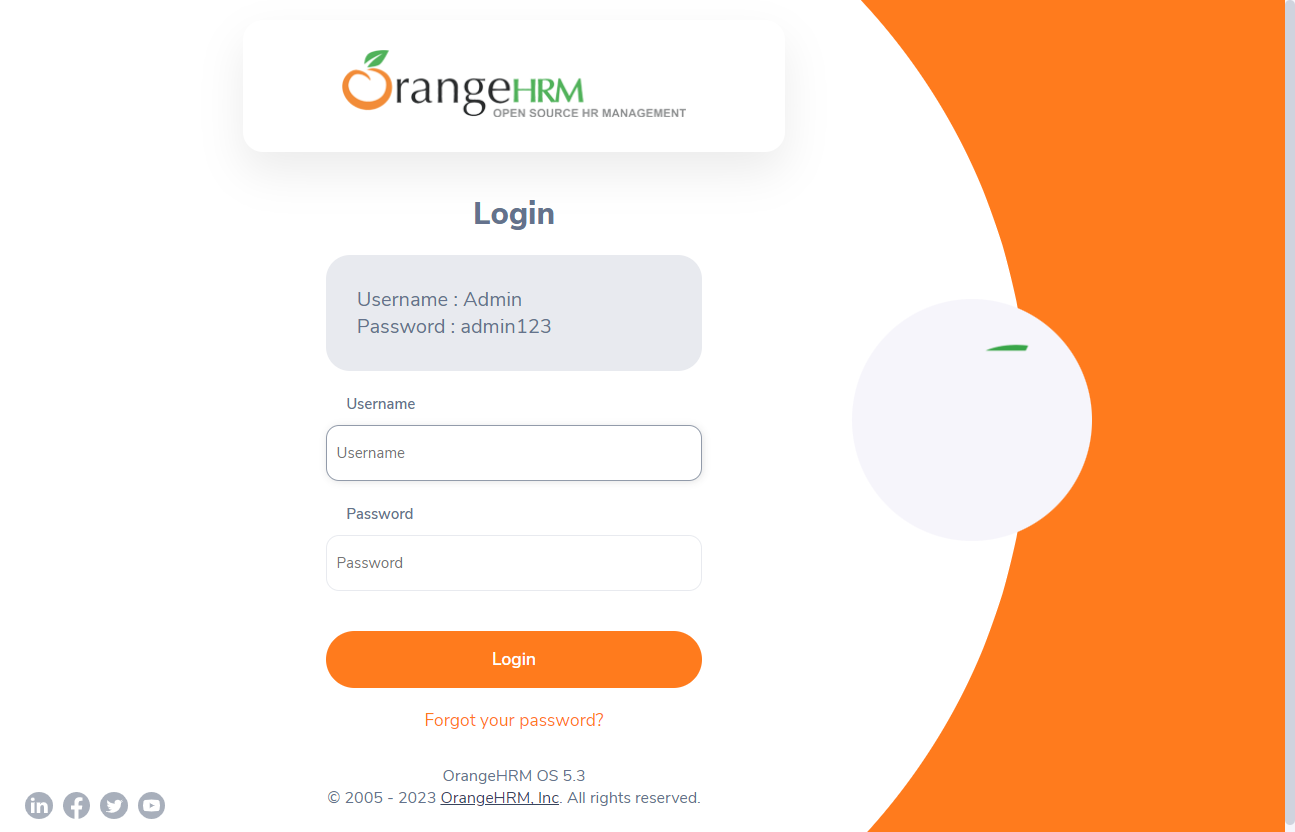 OrangeHRM
OPEN SOURCE HR MANAGEMENT
Login
Username : Admin
Password : admin123
Username
Username
Password
Password
Login
Forgot your password?
OrangeHRM OS 5.3
© 2005 - 2023 OrangeHRM, Inc. All rights reserved.
in